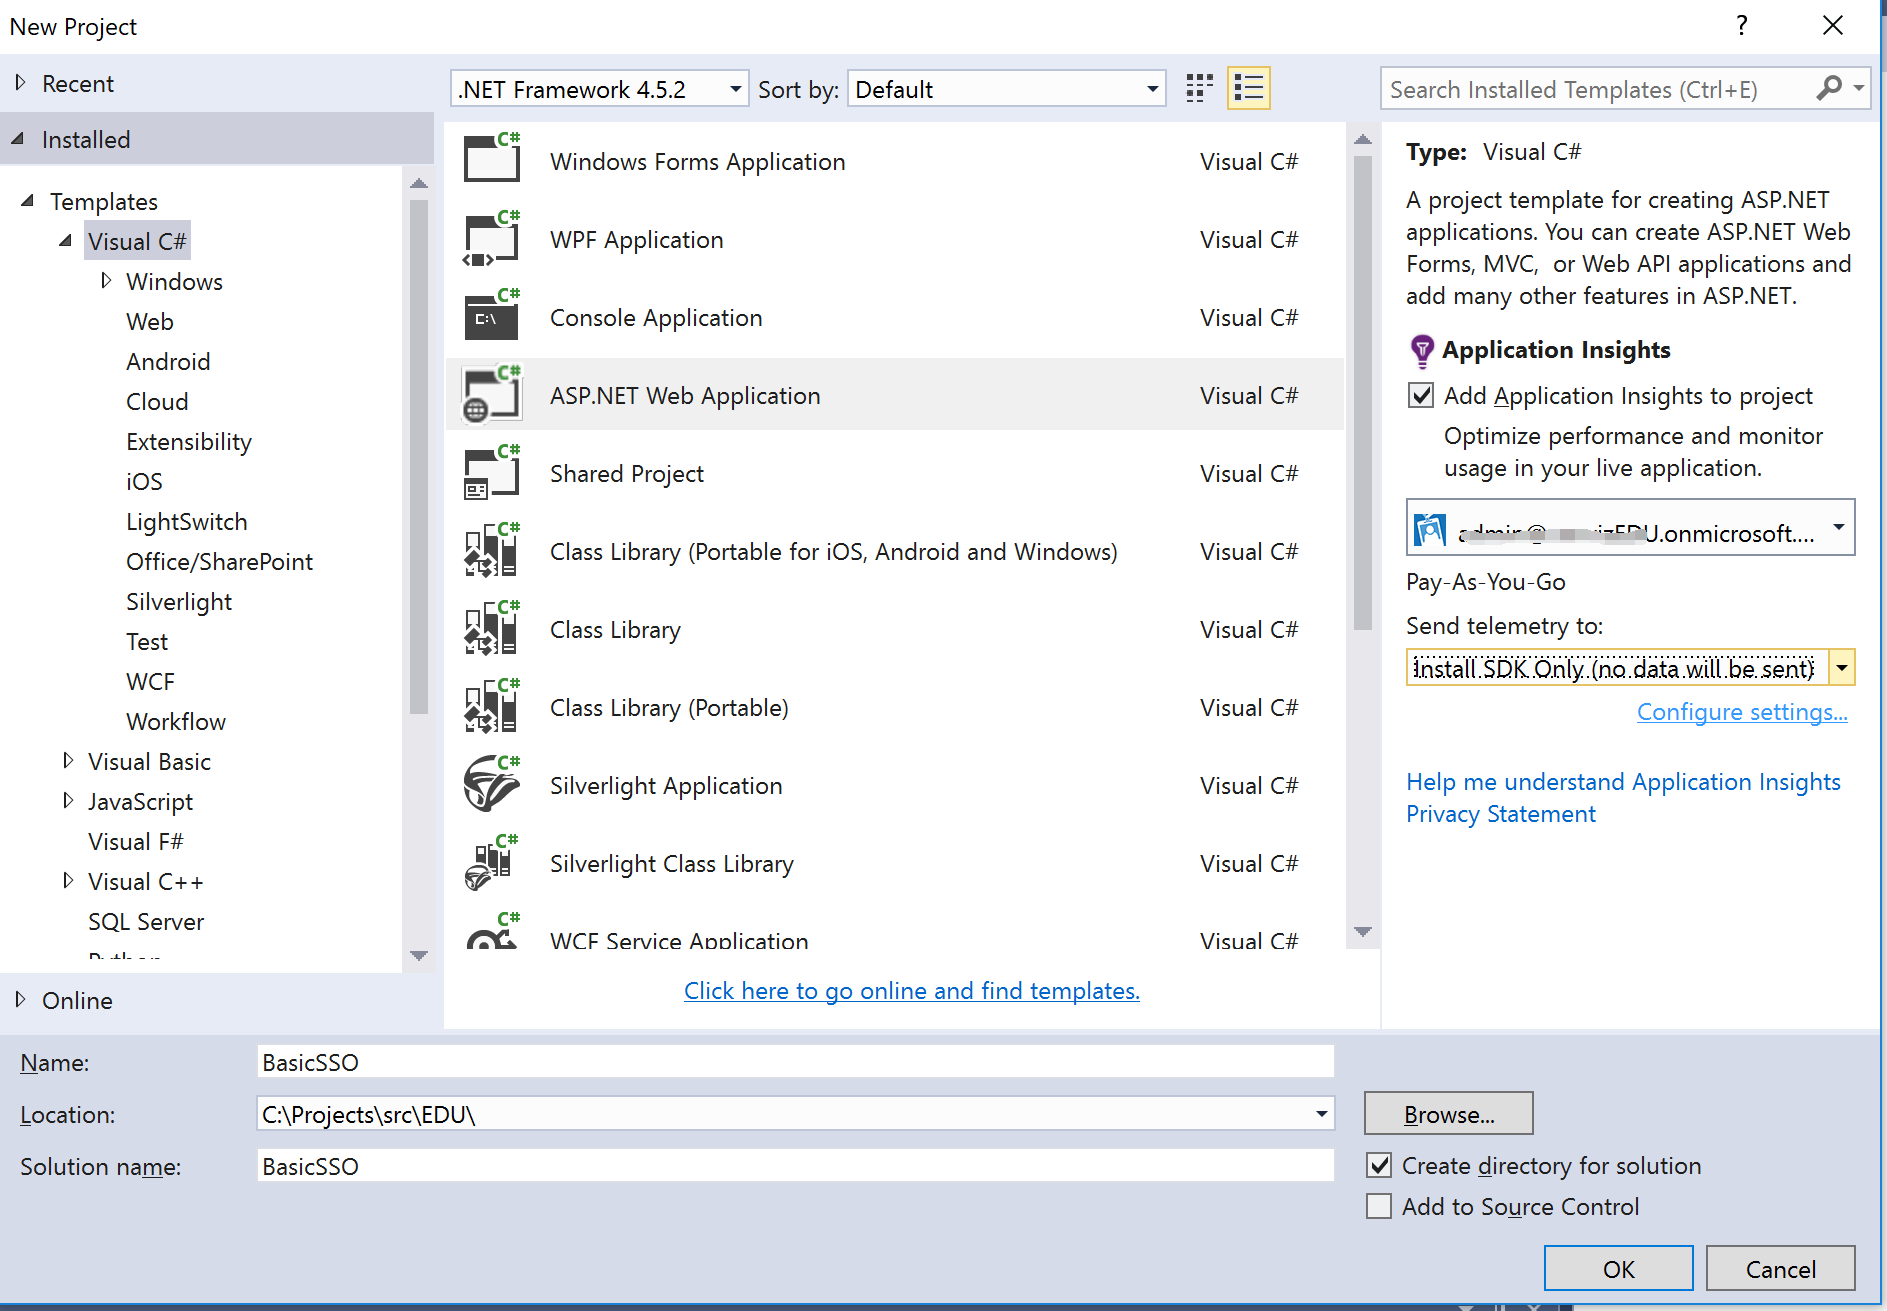 New Project
?
Recent
.NET Framework 4.5.2
Sort by:
Default
Search Installed Templates (Ctrl+E)
Installed
Templates
Visual C#
Windows
Web
Android
Cloud
Extensibility
iOS
LightSwitch
Office/SharePoint
Silverlight
Test
WCF
Workflow
Visual Basic
JavaScript
Visual F#
Visual C++
SQL Server
Python
Online
C# Windows Forms Application Visual C#
C# WPF Application Visual C#
C# C:\ Console Application Visual C#
C# ASP.NET Web Application Visual C#
C# Shared Project Visual C#
C# Class Library (Portable for iOS, Android and Windows) Visual C#
C# Class Library Visual C#
C# Class Library (Portable) Visual C#
C# Silverlight Application Visual C#
C# Silverlight Class Library Visual C#
C# WCF Service Application Visual C#
Click here to go online and find templates.
Type: Visual C#
A project template for creating ASP.NET
applications. You can create ASP.NET Web
Forms, MVC, or Web API applications and
add many other features in ASP.NET.
Application Insights
Add Application Insights to project
Optimize performance and monitor
usage in your live application.
U.onmicrosoft....
Pay-As-You-Go
Send telemetry to:
Install SDK Only (no data will be sent)
Configure settings...
Help me understand Application Insights
Privacy Statement
Name:
BasicSSO
Location:
C:\Projects\src\EDU\
Browse...
Solution name:
BasicSSO
Create directory for solution
Add to Source Control
OK
Cancel